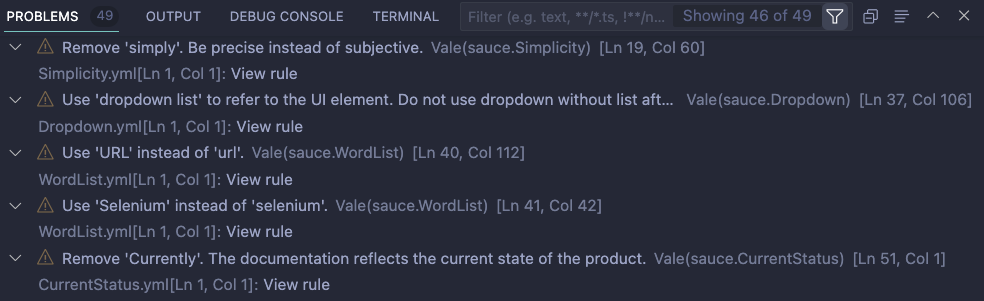 PROBLEMS 49 OUTPUT DEBUG CONSOLE TERMINAL Filter (e.g. text, **/*.ts, !**/n... Showing 46 of 49
Remove 'simply'. Be precise instead of subjective. Vale(sauce.Simplicity) [Ln 19, Col 60]
Simplicity.yml[Ln 1, Col 1]: View rule
Use 'dropdown list' to refer to the UI element. Do not use dropdown without list aft... Vale(sauce.Dropdown) [Ln 37, Col 106]
Dropdown.yml[Ln 1, Col 1]: View rule
Use 'URL' instead of 'url'. Vale(sauce.WordList) [Ln 40, Col 112]
WordList.yml[Ln 1, Col 1]: View rule
Use 'Selenium' instead of 'selenium'. Vale(sauce.WordList) [Ln 41, Col 42]
WordList.yml[Ln 1, Col 1]: View rule
Remove 'Currently'. The documentation reflects the current state of the product. Vale(sauce.CurrentStatus) [Ln 51, Col 1]
CurrentStatus.yml[Ln 1, Col 1]: View rule